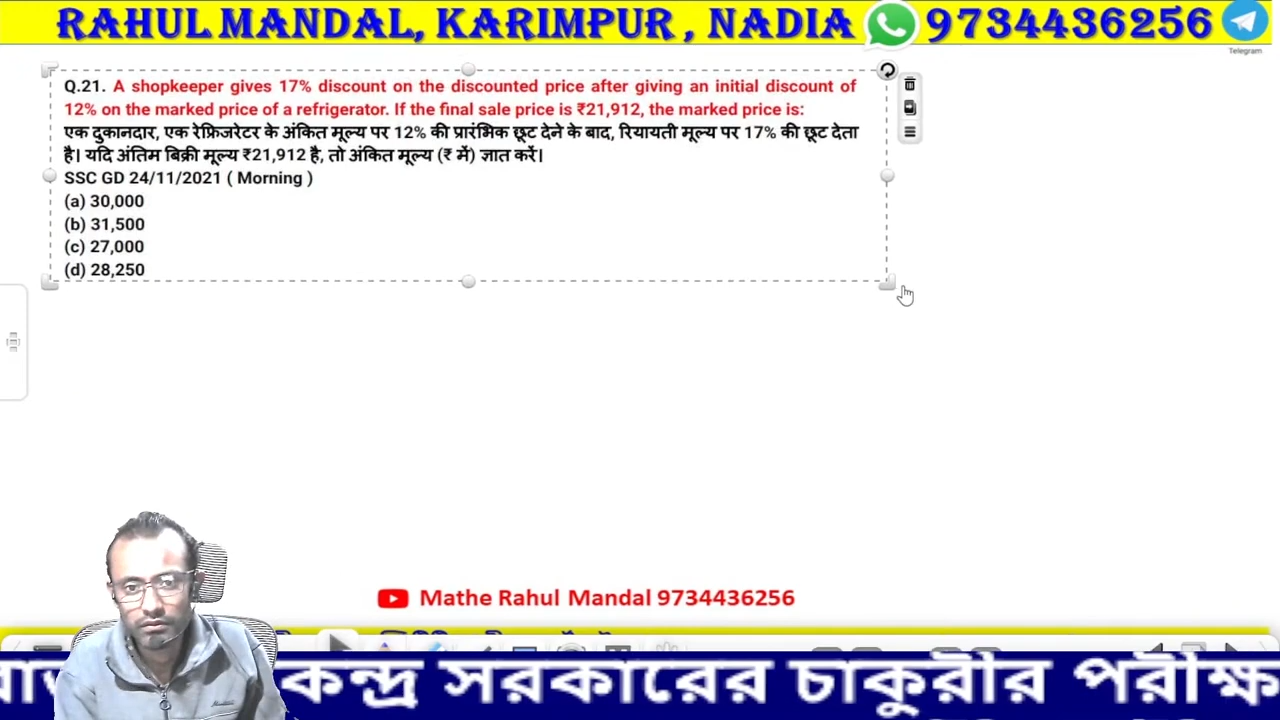 RAHUL MANDAL, KARIMPUR , NADIA 9734436256
Telegram
Q.21. A shopkeeper gives 17% discount on the discounted price after giving an initial discount of
12% on the marked price of a refrigerator. If the final sale price is ₹21,912, the marked price is:
एक दुकानदार, एक रेफ्रिजरेटर के अंकित मूल्य पर 12% की प्रारंभिक छूट देने के बाद, रियायती मूल्य पर 17% की छूट देता
है। यदि अंतिम बिक्री मूल्य ₹21,912 है, तो अंकित मूल्य (₹ में) ज्ञात करें।
SSC GD 24/11/2021 ( Morning )
(a) 30,000
(b) 31,500
(c) 27,000
(d) 28,250
Mathe Rahul Mandal 9734436256
কেন্দ্র সরকারের চাকুরীর